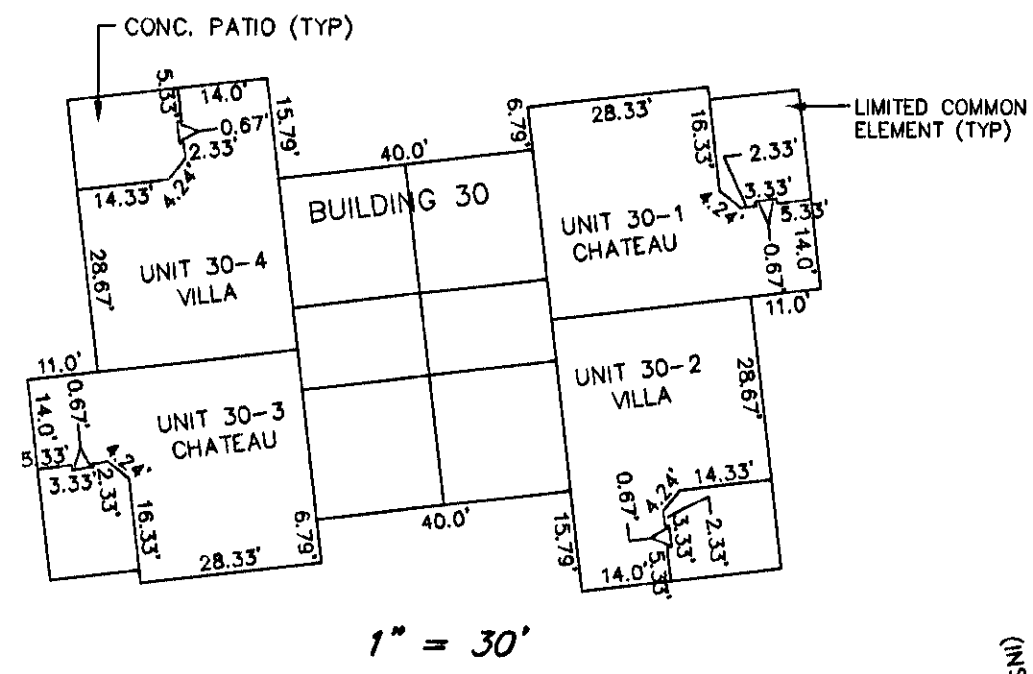 CONC. PATIO (TYP)
5.33'
14.0'
15.79'
0.67'
2.33'
4.24'
14.33'
28.67'
UNIT 30-4
VILLA
40.0'
BUILDING 30
6.79'
28.33'
16.33'
LIMITED COMMON
ELEMENT (TYP)
2.33'
3.33'
4.24'
5.33'
14.0'
0.67'
UNIT 30-1
CHATEAU
11.0'
11.0'
0.67'
14.0'
5.33'
3.33'
2.33'
4.24'
16.33'
UNIT 30-3
CHATEAU
28.33'
6.79'
40.0'
UNIT 30-2
VILLA
28.67'
14.33'
4.24'
0.67'
3.33'
2.33'
15.79'
14.0'
5.33'
1" = 30'
(INS